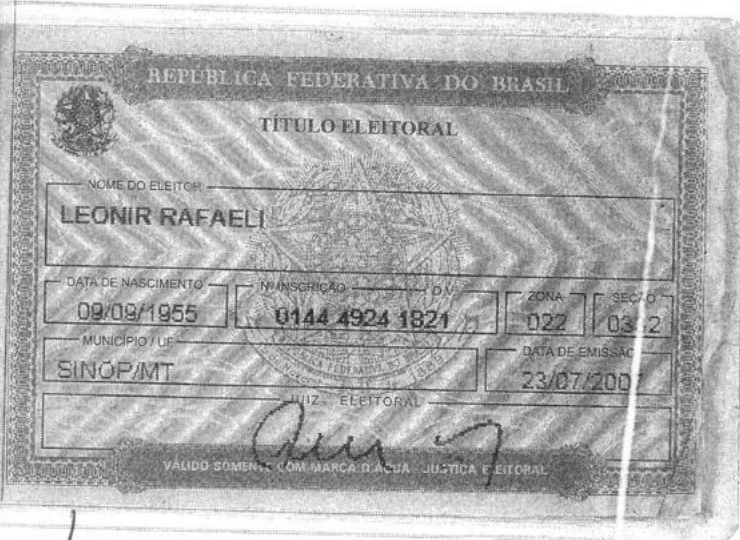 REPÚBLICA FEDERATIVA DO BRASIL
TÍTULO ELEITORAL
NOME DO ELEITOR
LEONIR RAFAELI
DATA DE NASCIMENTO Nº INSCRIÇÃO D.V. ZONA SEÇÃO
09/09/1955 0144 4924 1821 022
MUNICÍPIO / UF DATA DE EMISSÃO
SINOP/MT 23/07/2007
JUIZ ELEITORAL
VÁLIDO SOMENTE COM MARCA D'ÁGUA - JUSTIÇA ELEITORAL